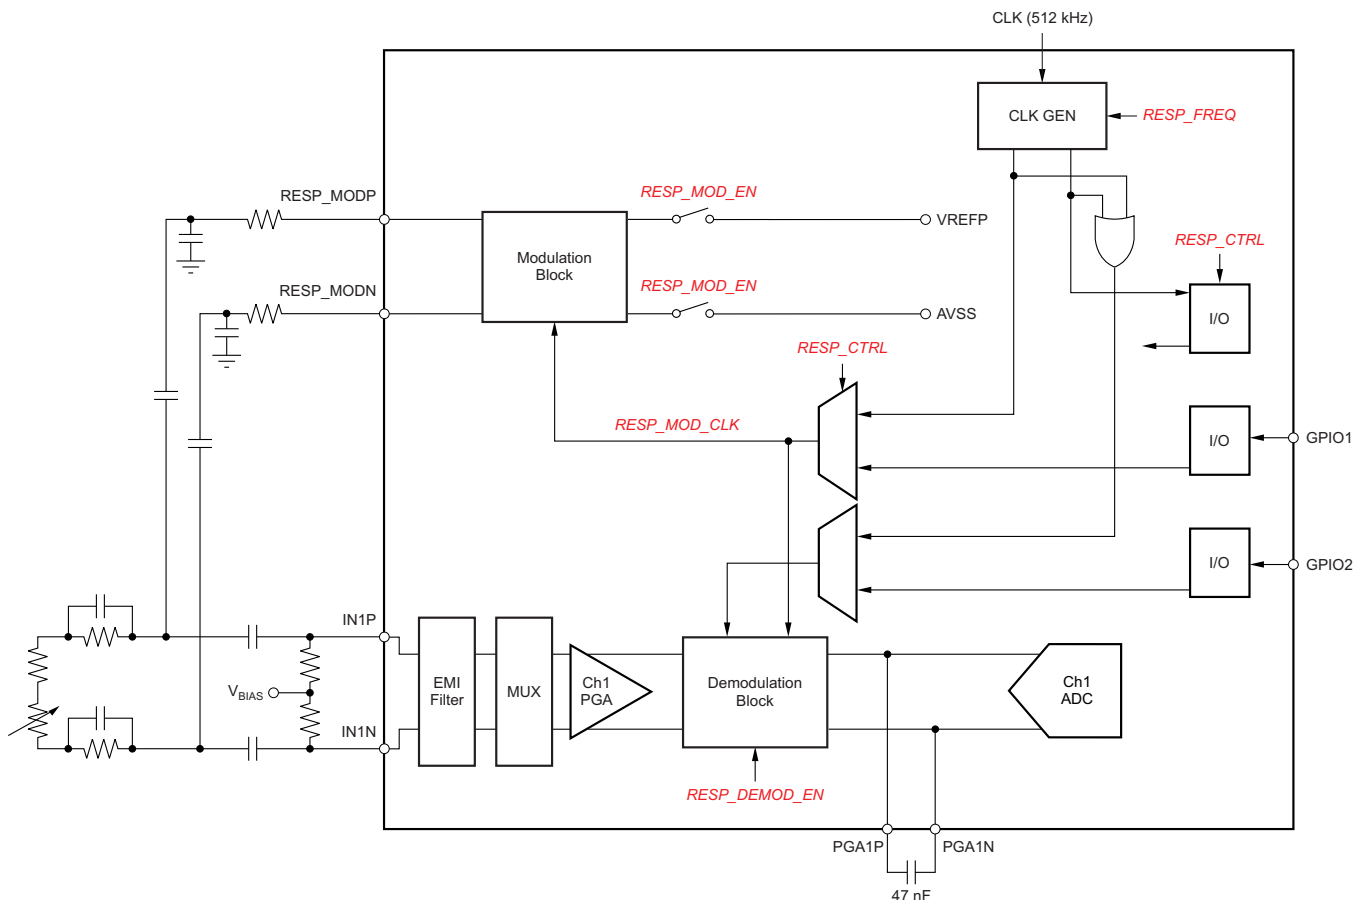 CLK (512 kHz)
CLK GEN
RESP_FREQ
RESP_MODP
RESP_MOD_EN
VREFP
Modulation
Block
RESP_CTRL
RESP_MODN
RESP_MOD_EN
AVSS
I/O
RESP_CTRL
RESP_MOD_CLK
I/O
GPIO1
I/O
GPIO2
IN1P
EMI
Filter
MUX
Ch1
PGA
Demodulation
Block
Ch1
ADC
VBIAS
IN1N
RESP_DEMOD_EN
PGA1P
PGA1N
47 nF